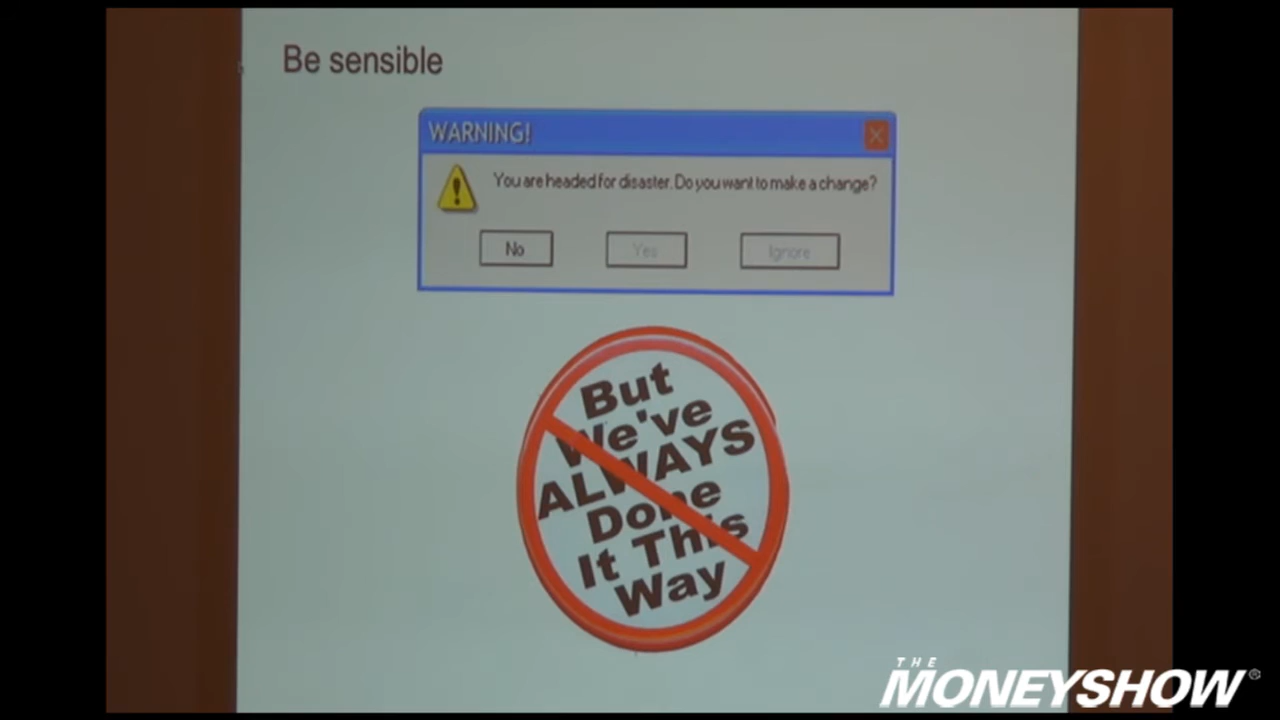 Be sensible
WARNING!
You are headed for disaster. Do you want to make a change?
No
Yes
Ignore
But
We've
ALWAYS
Done
It This
Way
THE
MONEYSHOW®